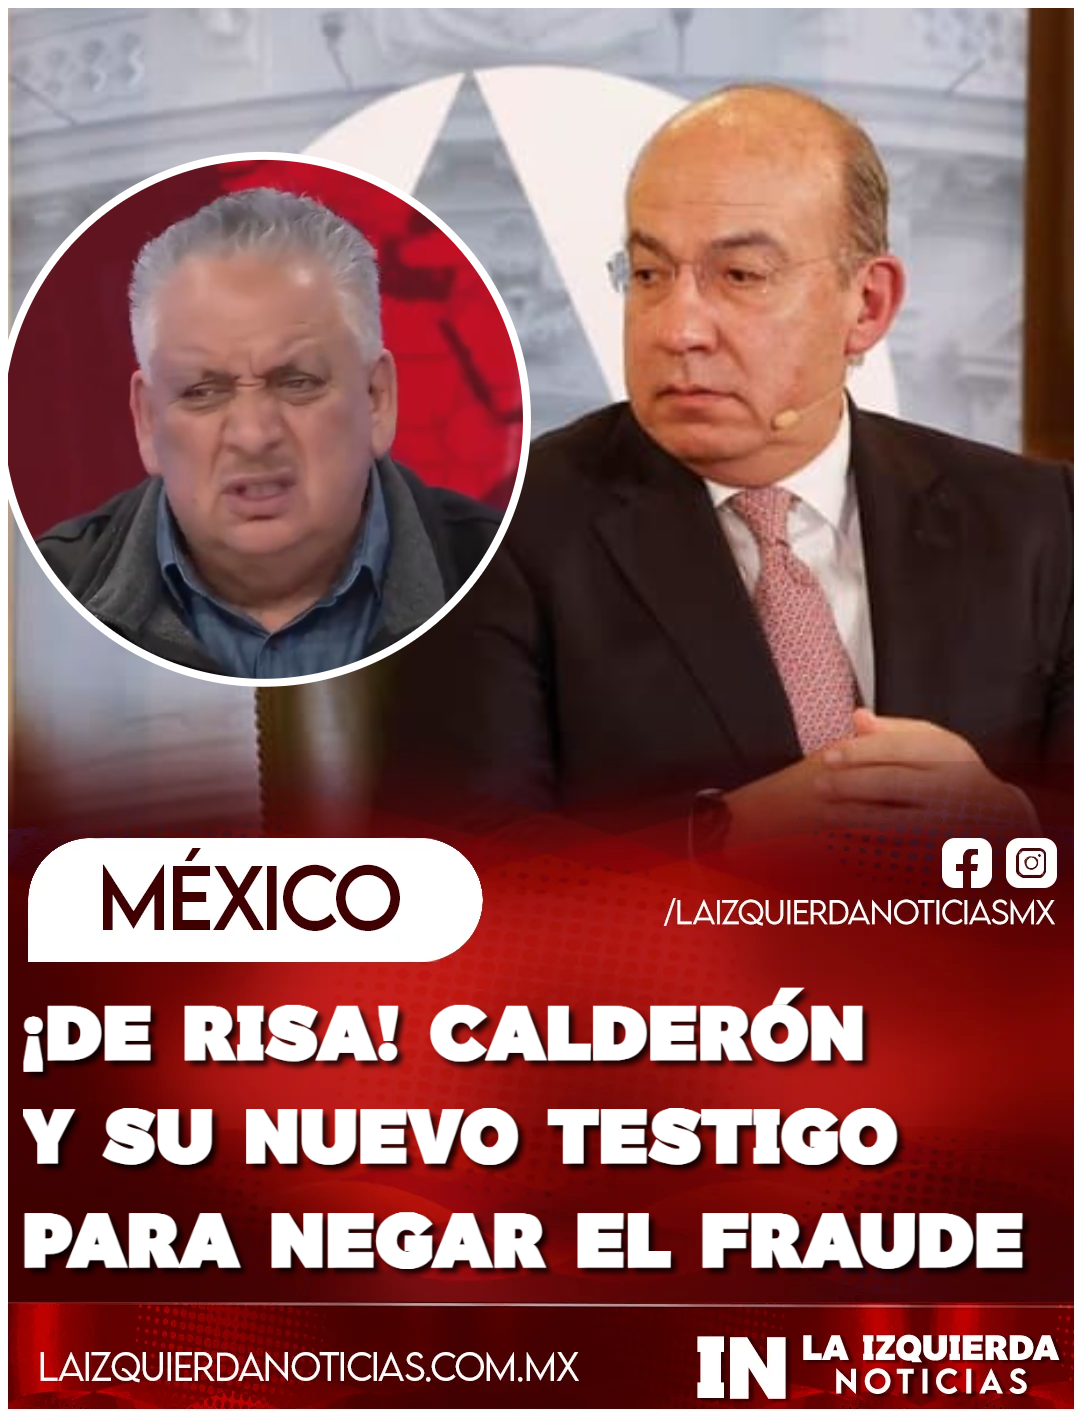 MÉXICO
/LAIZQUIERDANOTICIASMX
¡DE RISA! CALDERÓN
Y SU NUEVO TESTIGO
PARA NEGAR EL FRAUDE
LAIZQUIERDANOTICIAS.COM.MX
IN LA IZQUIERDA
NOTICIAS